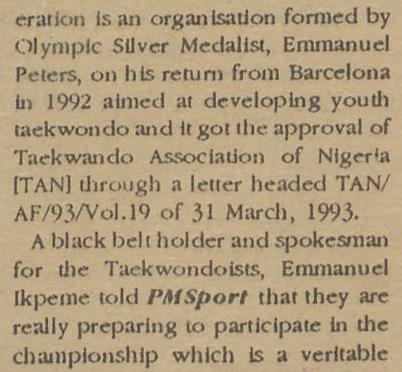 eration is an organisation formed by
Olympic Silver Medalist, Emmanuel
Peters, on his return from Barcelona
in 1992 aimed at developing youth
taekwondo and it got the approval of
Taekwando Association of Nigeria
[TAN] through a letter headed TAN/
AF/93/Vol.19 of 31 March, 1993.
A black belt holder and spokesman
for the Taekwondoists, Emmanuel
Ikpeme told PMSport that they are
really preparing to participate in the
championship which is a veritable